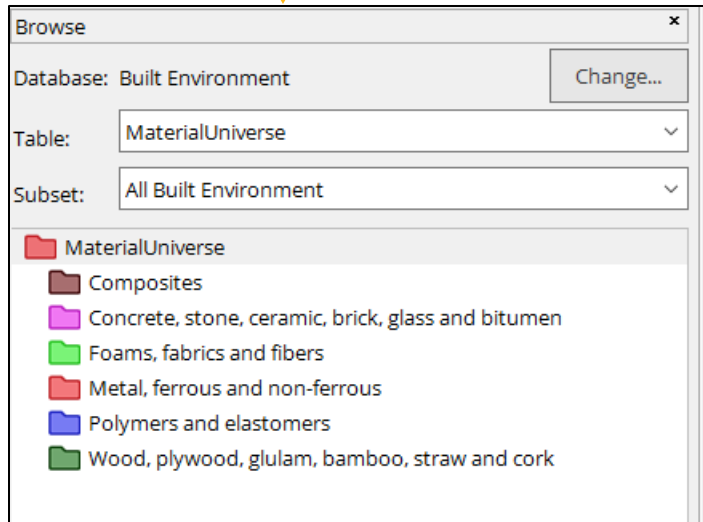 Browse
Database: Built Environment Change...
Table: MaterialUniverse
Subset: All Built Environment
MaterialUniverse
Composites
Concrete, stone, ceramic, brick, glass and bitumen
Foams, fabrics and fibers
Metal, ferrous and non-ferrous
Polymers and elastomers
Wood, plywood, glulam, bamboo, straw and cork